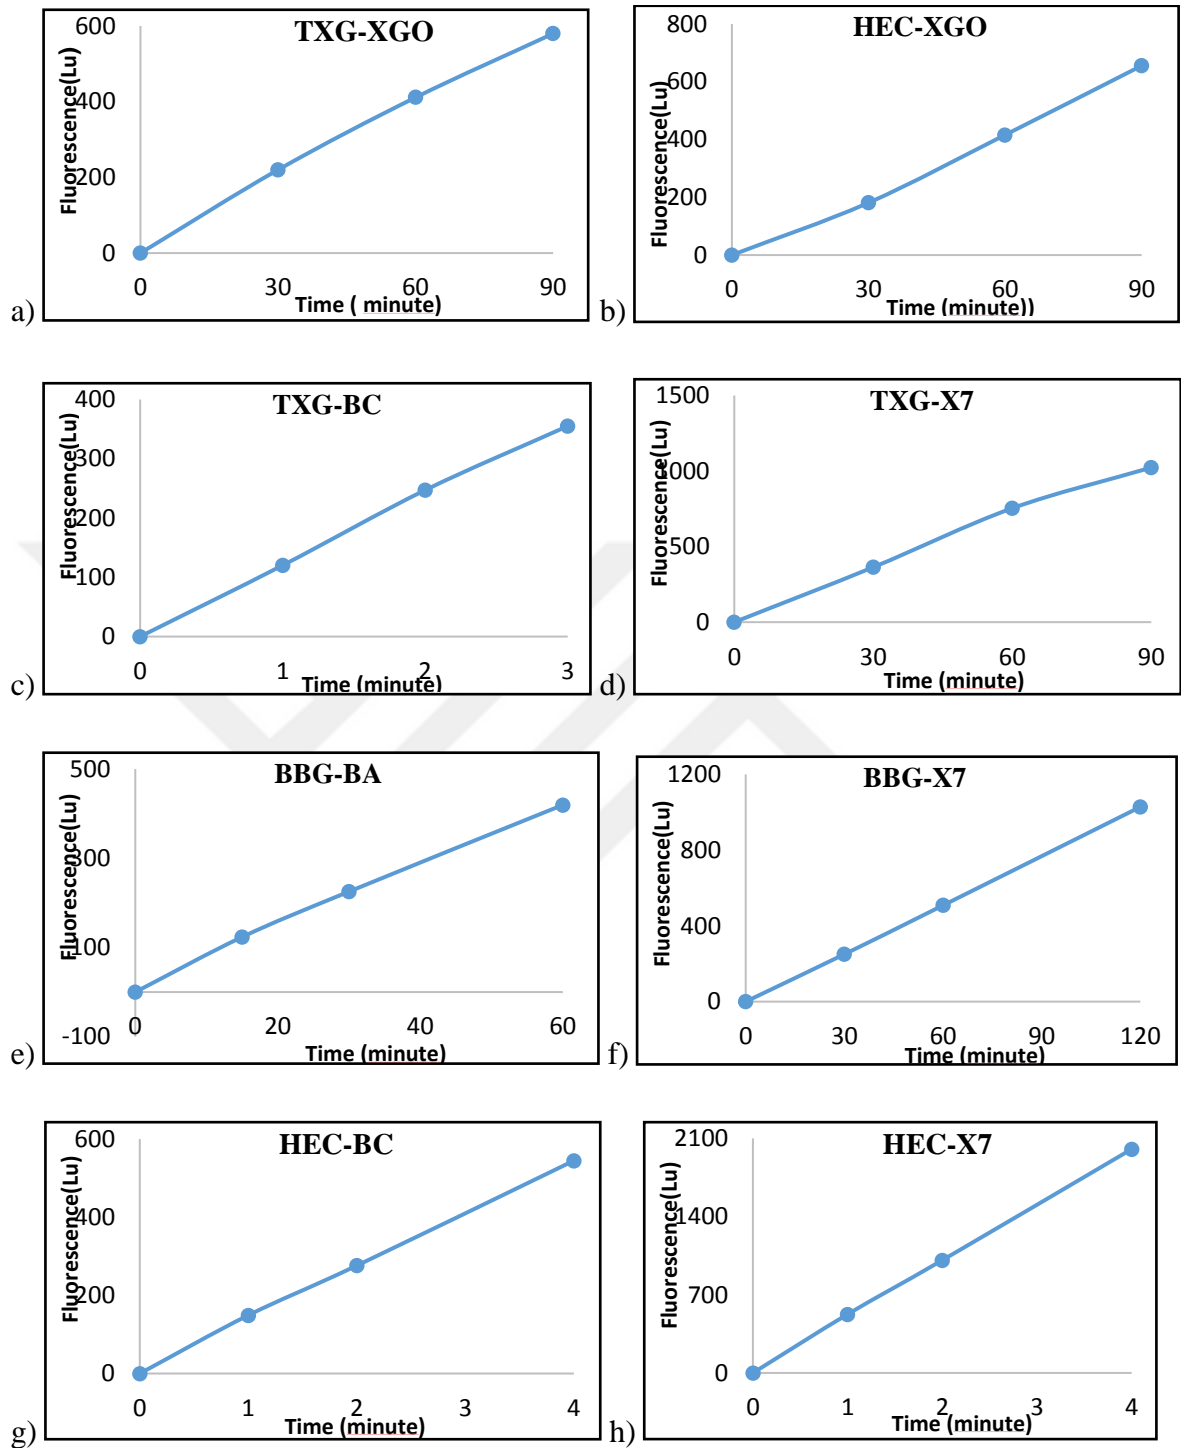 TXG-XGO
600
400
200
0
Fluorescence(Lu)
0 30 60 90
Time ( minute)
a)
HEC-XGO
800
600
400
200
0
Fluorescence(Lu)
0 30 60 90
Time (minute))
b)
TXG-BC
400
300
200
100
0
Fluorescence(Lu)
0 1 2 3
Time (minute)
c)
TXG-X7
1500
1000
500
0
Fluorescence(Lu)
0 30 60 90
Time (minute)
d)
BBG-BA
500
300
100
-100
Fluorescence(Lu)
0 20 40 60
Time (minute)
e)
BBG-X7
1200
800
400
0
Fluorescence(Lu)
0 30 60 90 120
Time (minute)
f)
HEC-BC
600
400
200
0
Fluorescence(Lu)
0 1 2 3 4
Time (minute)
g)
HEC-X7
2100
1400
700
0
Fluorescence(Lu)
0 1 2 3 4
Time (minute)
h)